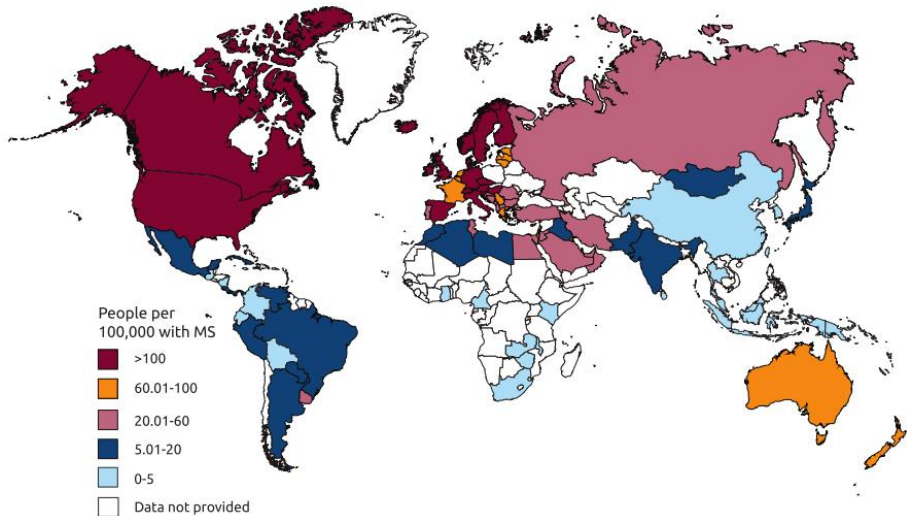 People per
100,000 with MS
>100
60.01-100
20.01-60
5.01-20
0-5
Data not provided